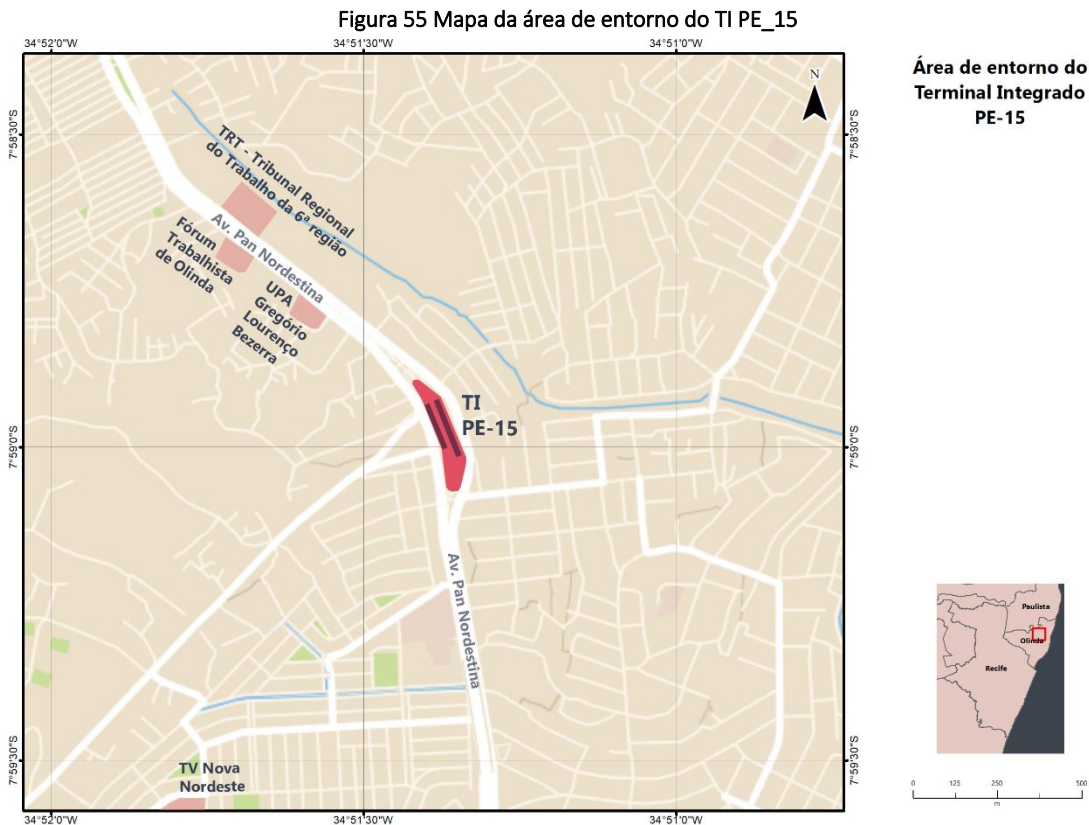 Figura 55 Mapa da área de entorno do TI PE_15
34°52'0"W
34°51'30"W
34°51'0"W
Área de entorno do
Terminal Integrado
PE-15
N
7°58'30"S
7°58'30"S
TRT - Tribunal Regional
do Trabalho da 6ª região
Av. Pan Nordestina
Fórum
Trabalhista
de Olinda
UPA
Gregório
Lourenço
Bezerra
TI
PE-15
7°59'0"S
7°59'0"S
Av. Pan Nordestina
Paulista
Olinda
Recife
7°59'30"S
7°59'30"S
TV Nova
Nordeste
0 125 250 500
m
34°52'0"W
34°51'30"W
34°51'0"W